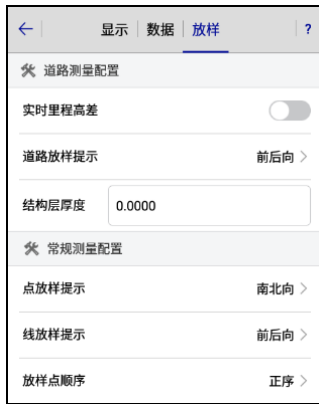 ← 显示 数据 放样 ?
道路测量配置
实时里程高差
道路放样提示 前后向 >
结构层厚度 0.0000
常规测量配置
点放样提示 南北向 >
线放样提示 前后向 >
放样点顺序 正序 >